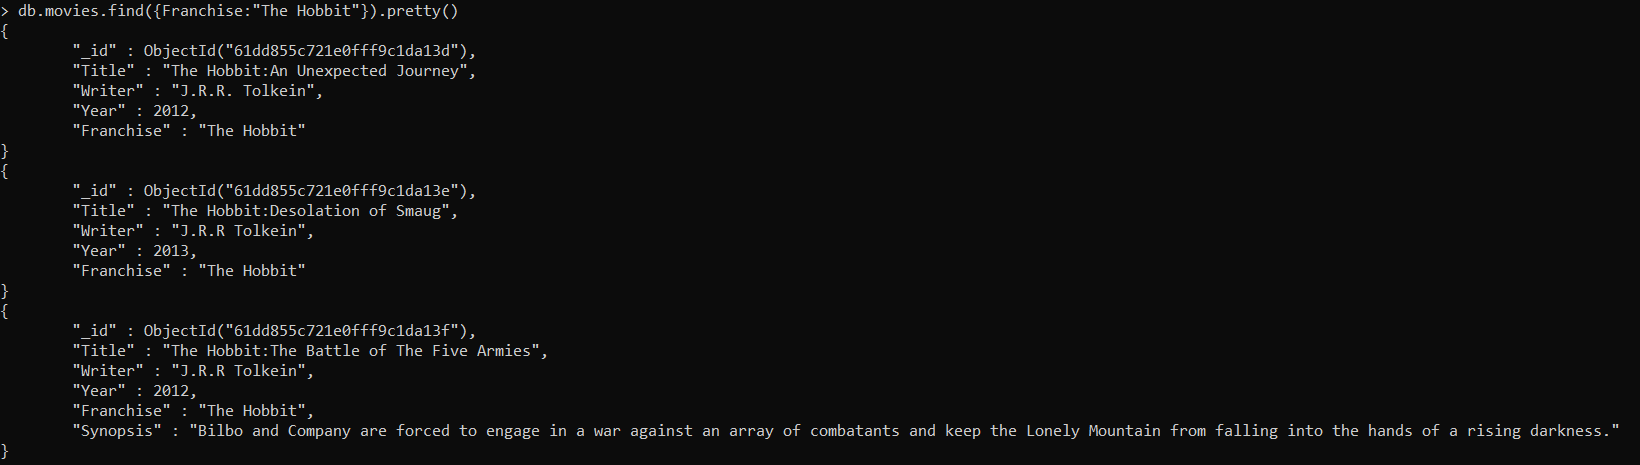 > db.movies.find({Franchise:"The Hobbit"}).pretty()
{
        "_id" : ObjectId("61dd855c721e0fff9c1da13d"),
        "Title" : "The Hobbit:An Unexpected Journey",
        "Writer" : "J.R.R. Tolkein",
        "Year" : 2012,
        "Franchise" : "The Hobbit"
}
{
        "_id" : ObjectId("61dd855c721e0fff9c1da13e"),
        "Title" : "The Hobbit:Desolation of Smaug",
        "Writer" : "J.R.R Tolkein",
        "Year" : 2013,
        "Franchise" : "The Hobbit"
}
{
        "_id" : ObjectId("61dd855c721e0fff9c1da13f"),
        "Title" : "The Hobbit:The Battle of The Five Armies",
        "Writer" : "J.R.R Tolkein",
        "Year" : 2012,
        "Franchise" : "The Hobbit",
        "Synopsis" : "Bilbo and Company are forced to engage in a war against an array of combatants and keep the Lonely Mountain from falling into the hands of a rising darkness."
}